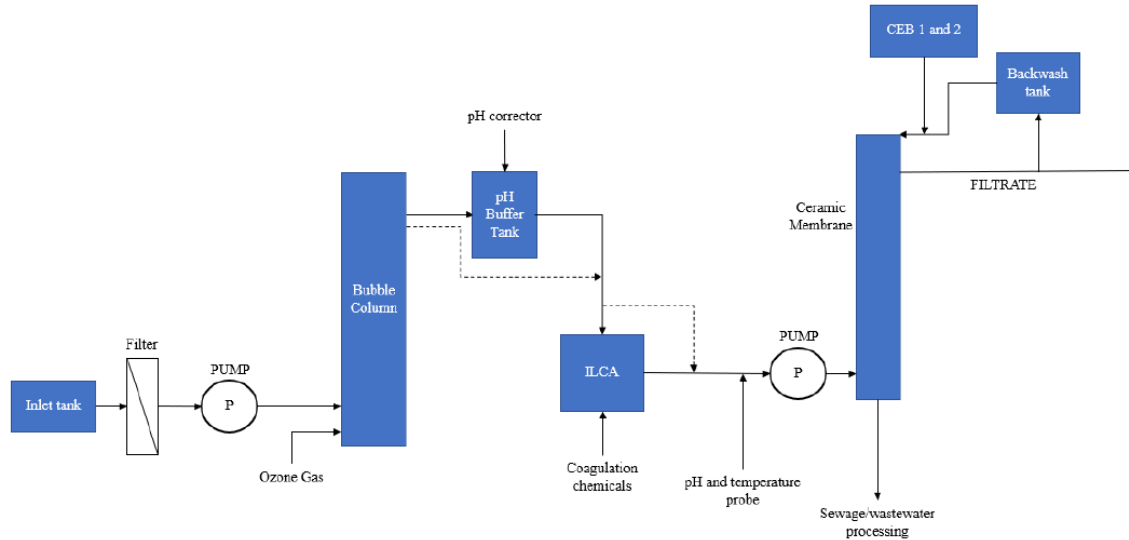 CEB 1 and 2
Backwash
tank
pH corrector
pH
Buffer
Tank
FILTRATE
Ceramic
Membrane
Bubble
Column
Filter
PUMP
P
Inlet tank
Ozone Gas
ILCA
PUMP
P
Coagulation
chemicals
pH and temperature
probe
Sewage/wastewater
processing